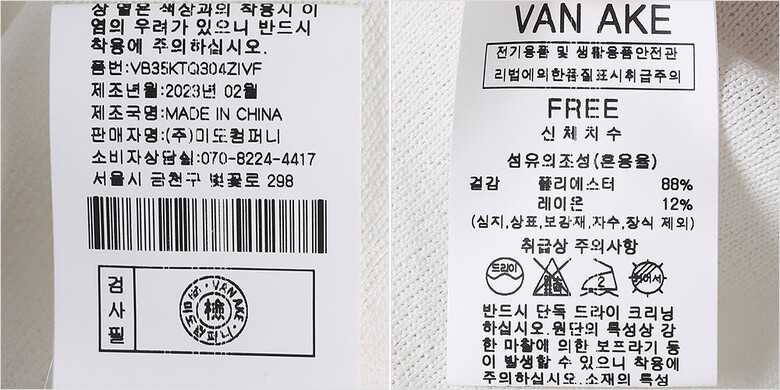 상 옅은 색상과의 착용시 이
염의 우려가 있으니 반드시
착용에 주의하십시오.
품번:VB35KTQ304ZIVF
제조년월:2023년 02월
제조국명:MADE IN CHINA
판매자명:(주)미도컴퍼니
소비자상담실:070-8224-4417
서울시 금천구 벚꽃로 298
검사필
VAN AKE
檢
VAN AKE
전기용품 및 생활용품안전관
리법에의한품질표시취급주의
FREE
신체치수
섬유의조성(혼용율)
겉감 폴리에스터 88%
레이온 12%
(심지,상표,보강재,자수,장식 제외)
취급상 주의사항
드라이
2
반드시 단독 드라이 크리닝
하십시오.원단의 특성상 강
한 마찰에 의한 보프라기 등
이 발생할 수 있으니 착용에
주의하십시오.소재의 특성